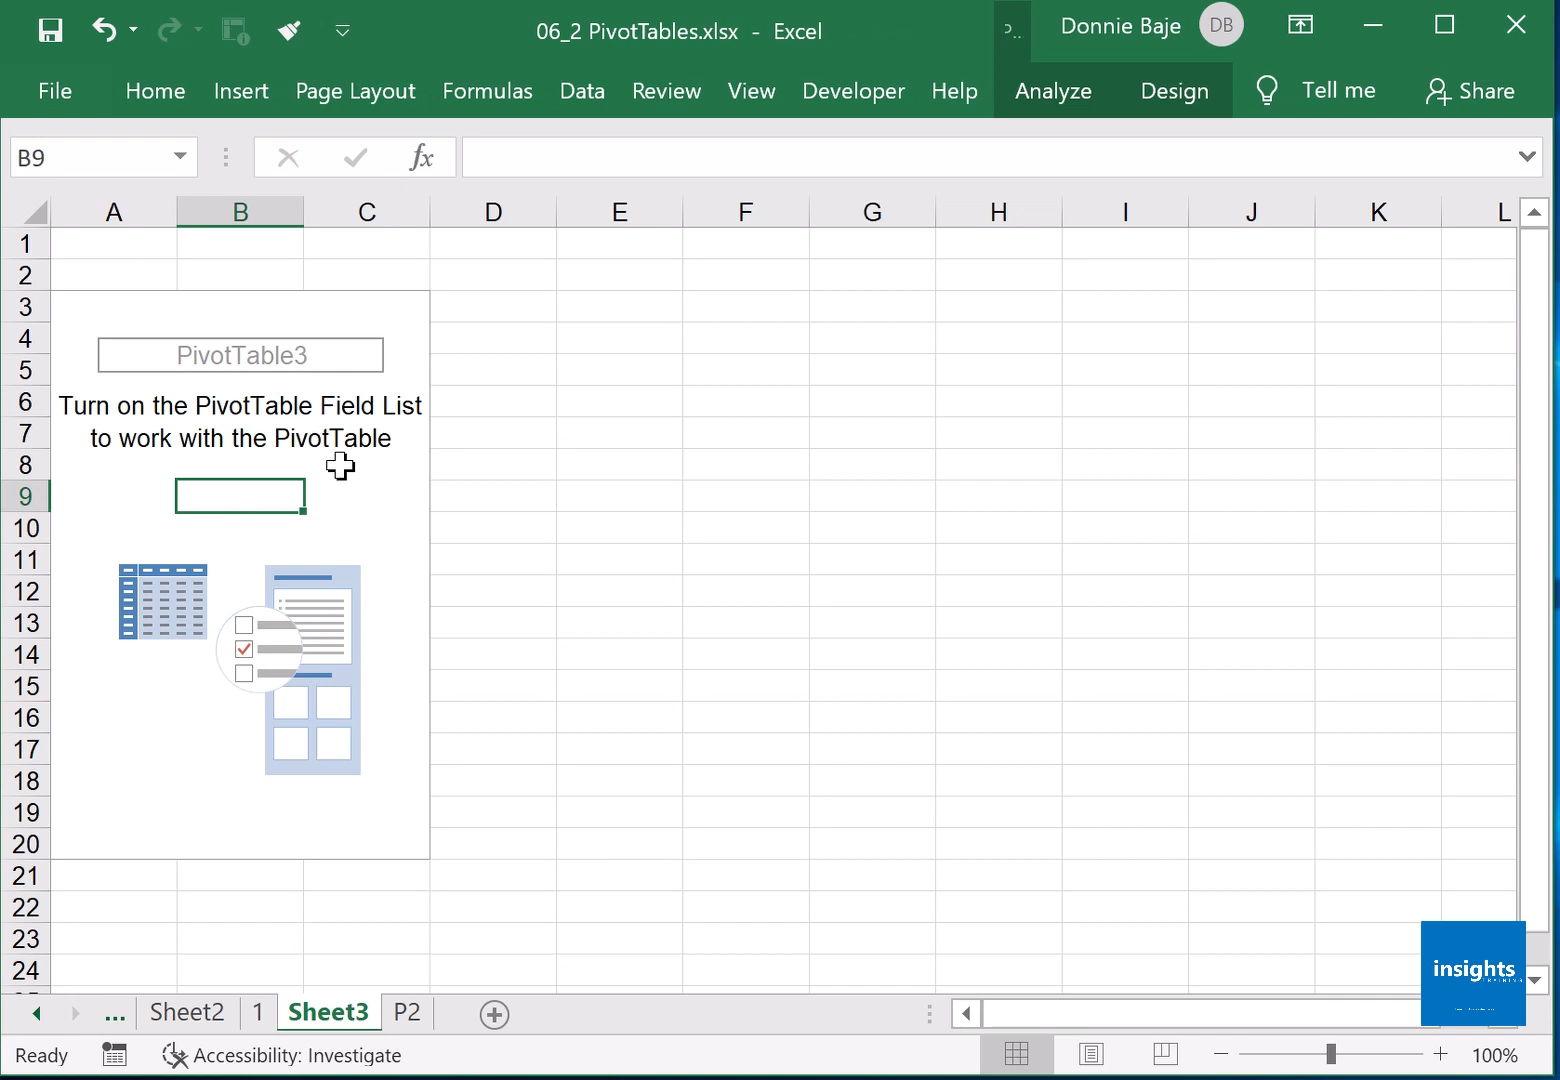 06_2 PivotTables.xlsx - Excel
Donnie Baje
DB
File
Home
Insert
Page Layout
Formulas
Data
Review
View
Developer
Help
Analyze
Design
Tell me
Share
B9
fx
A B C D E F G H I J K L
1
2
3
4
5
6
7
8
9
10
11
12
13
14
15
16
17
18
19
20
21
22
23
24
PivotTable3
Turn on the PivotTable Field List
to work with the PivotTable
insights
... Sheet2 1 Sheet3 P2
Ready
Accessibility: Investigate
100%